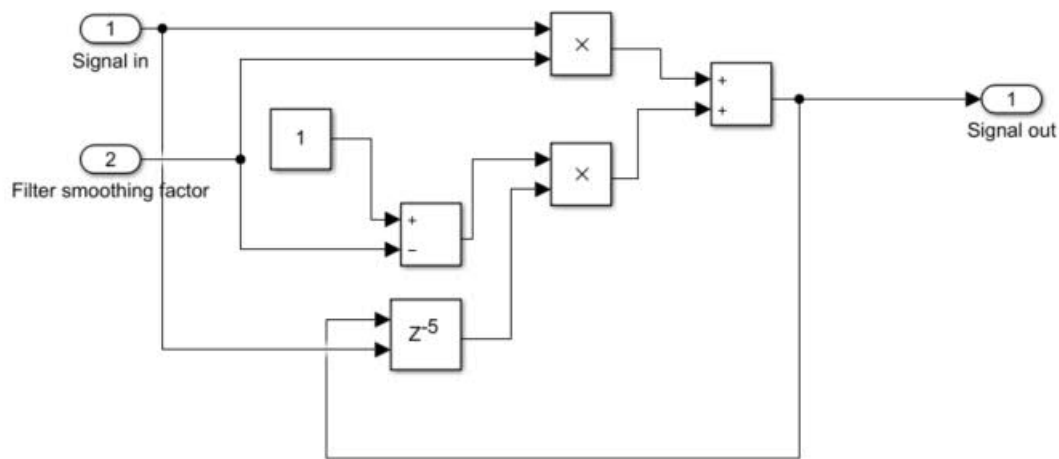 1
Signal in
×
+
+
1
Signal out
1
2
Filter smoothing factor
×
+
−
Z-5